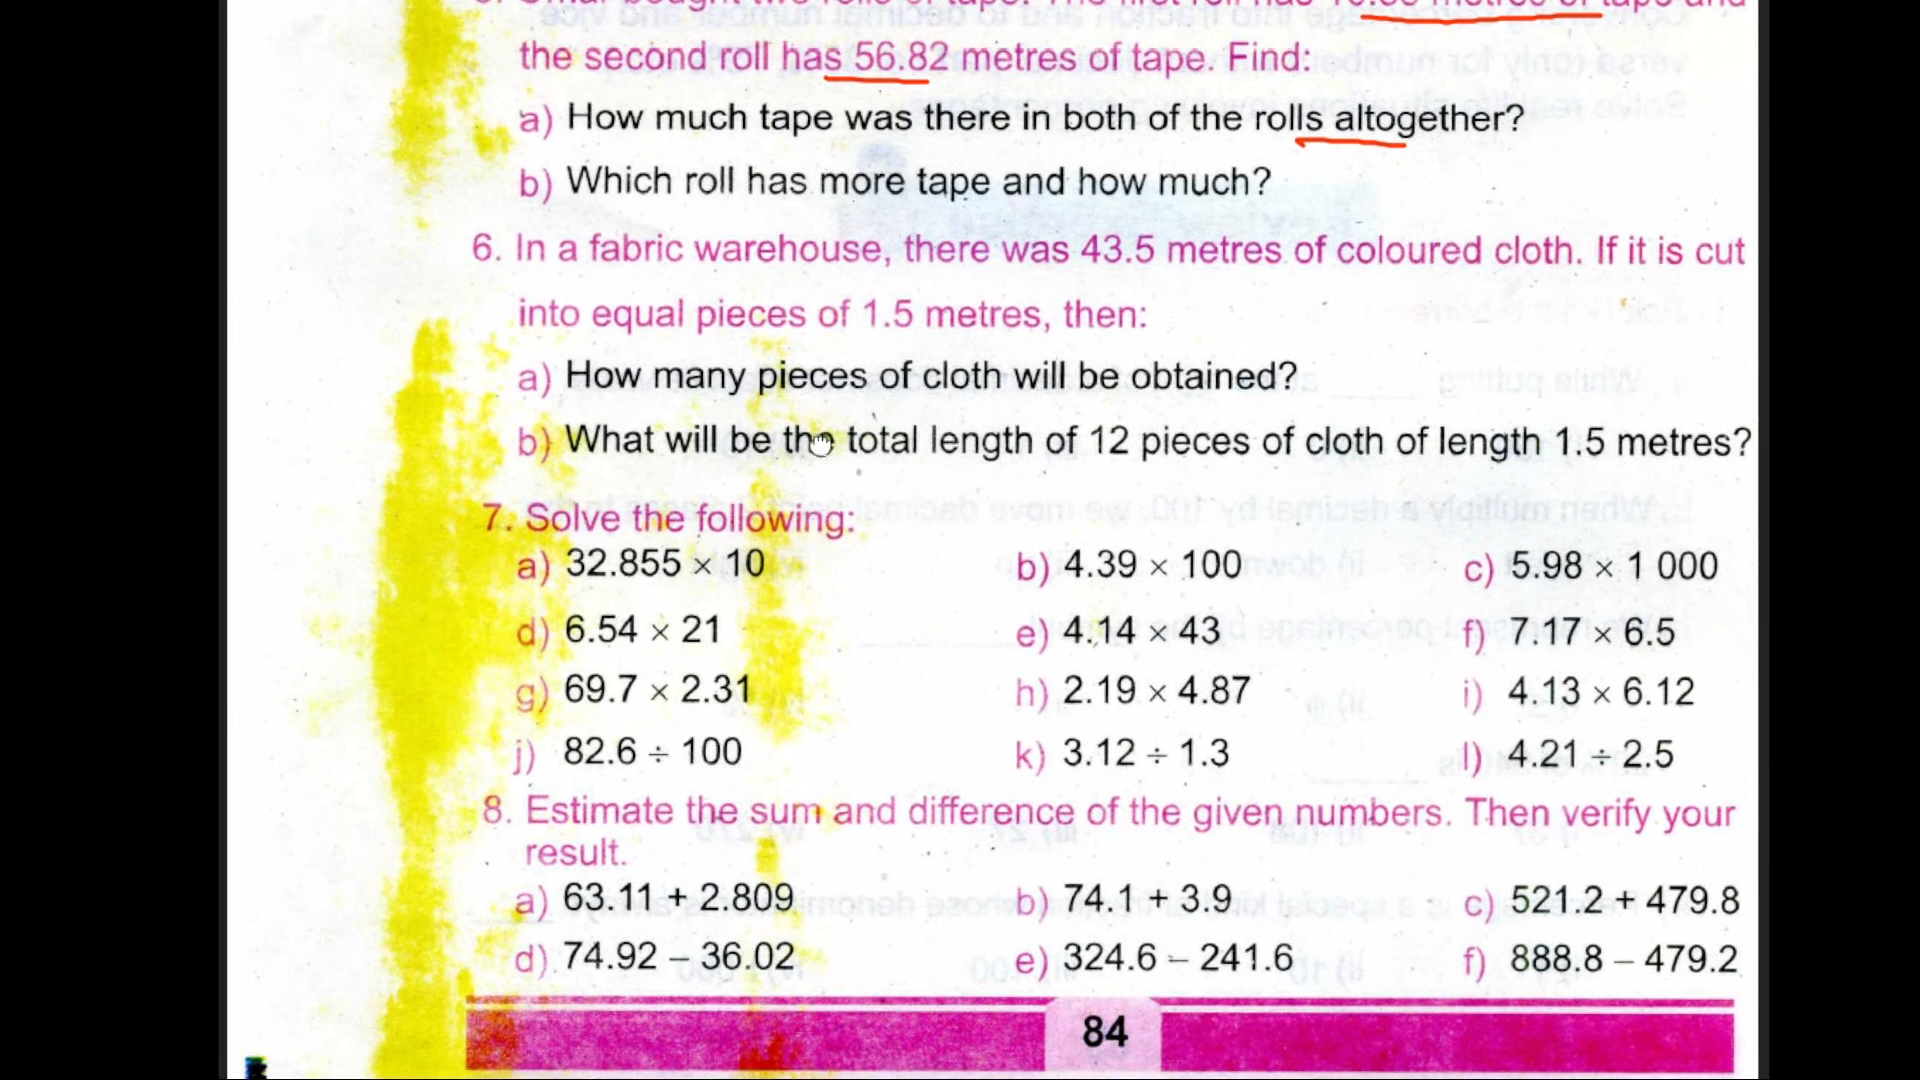 the second roll has 56.82 metres of tape. Find:
a) How much tape was there in both of the rolls altogether?
b) Which roll has more tape and how much?
6. In a fabric warehouse, there was 43.5 metres of coloured cloth. If it is cut
into equal pieces of 1.5 metres, then:
a) How many pieces of cloth will be obtained?
b) What will be the total length of 12 pieces of cloth of length 1.5 metres?
7. Solve the following:
a) 32.855 × 10 b) 4.39 × 100 c) 5.98 × 1 000
d) 6.54 × 21 e) 4.14 × 43 f) 7.17 × 6.5
g) 69.7 × 2.31 h) 2.19 × 4.87 i) 4.13 × 6.12
j) 82.6 ÷ 100 k) 3.12 ÷ 1.3 l) 4.21 ÷ 2.5
8. Estimate the sum and difference of the given numbers. Then verify your
result.
a) 63.11 + 2.809 b) 74.1 + 3.9 c) 521.2 + 479.8
d) 74.92 – 36.02 e) 324.6 – 241.6 f) 888.8 – 479.2
84